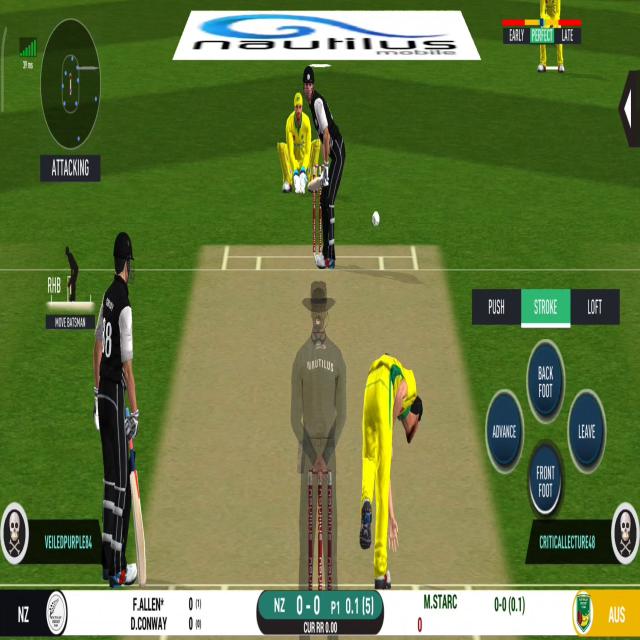 nautilus
mobile
EARLY PERFECT LATE
39 ms
ATTACKING
RHB
MOVE BATSMAN
PUSH STROKE LOFT
BACK FOOT
ADVANCE
LEAVE
FRONT FOOT
NAUTILUS
VEILEDPURPLE84
CRITICALLECTURE48
NZ
F.ALLEN* 0 (1)
D.CONWAY 0 (0)
NZ 0-0 P1 0.1(5)
CUR RR 0.00
M.STARC 0-0 (0.1)
0
AUS